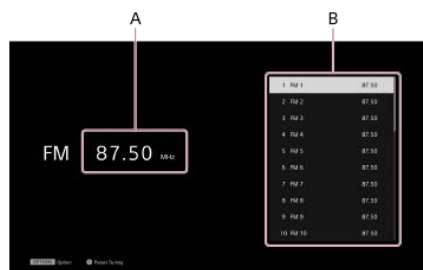 A B
FM 87.50 MHz
1 FM 1 87.50
2 FM 2 87.50
3 FM 3 87.50
4 FM 4 87.50
5 FM 5 87.50
6 FM 6 87.50
7 FM 7 87.50
8 FM 8 87.50
9 FM 9 87.50
10 FM 10 87.50
OPTIONS Option Preset Tuning